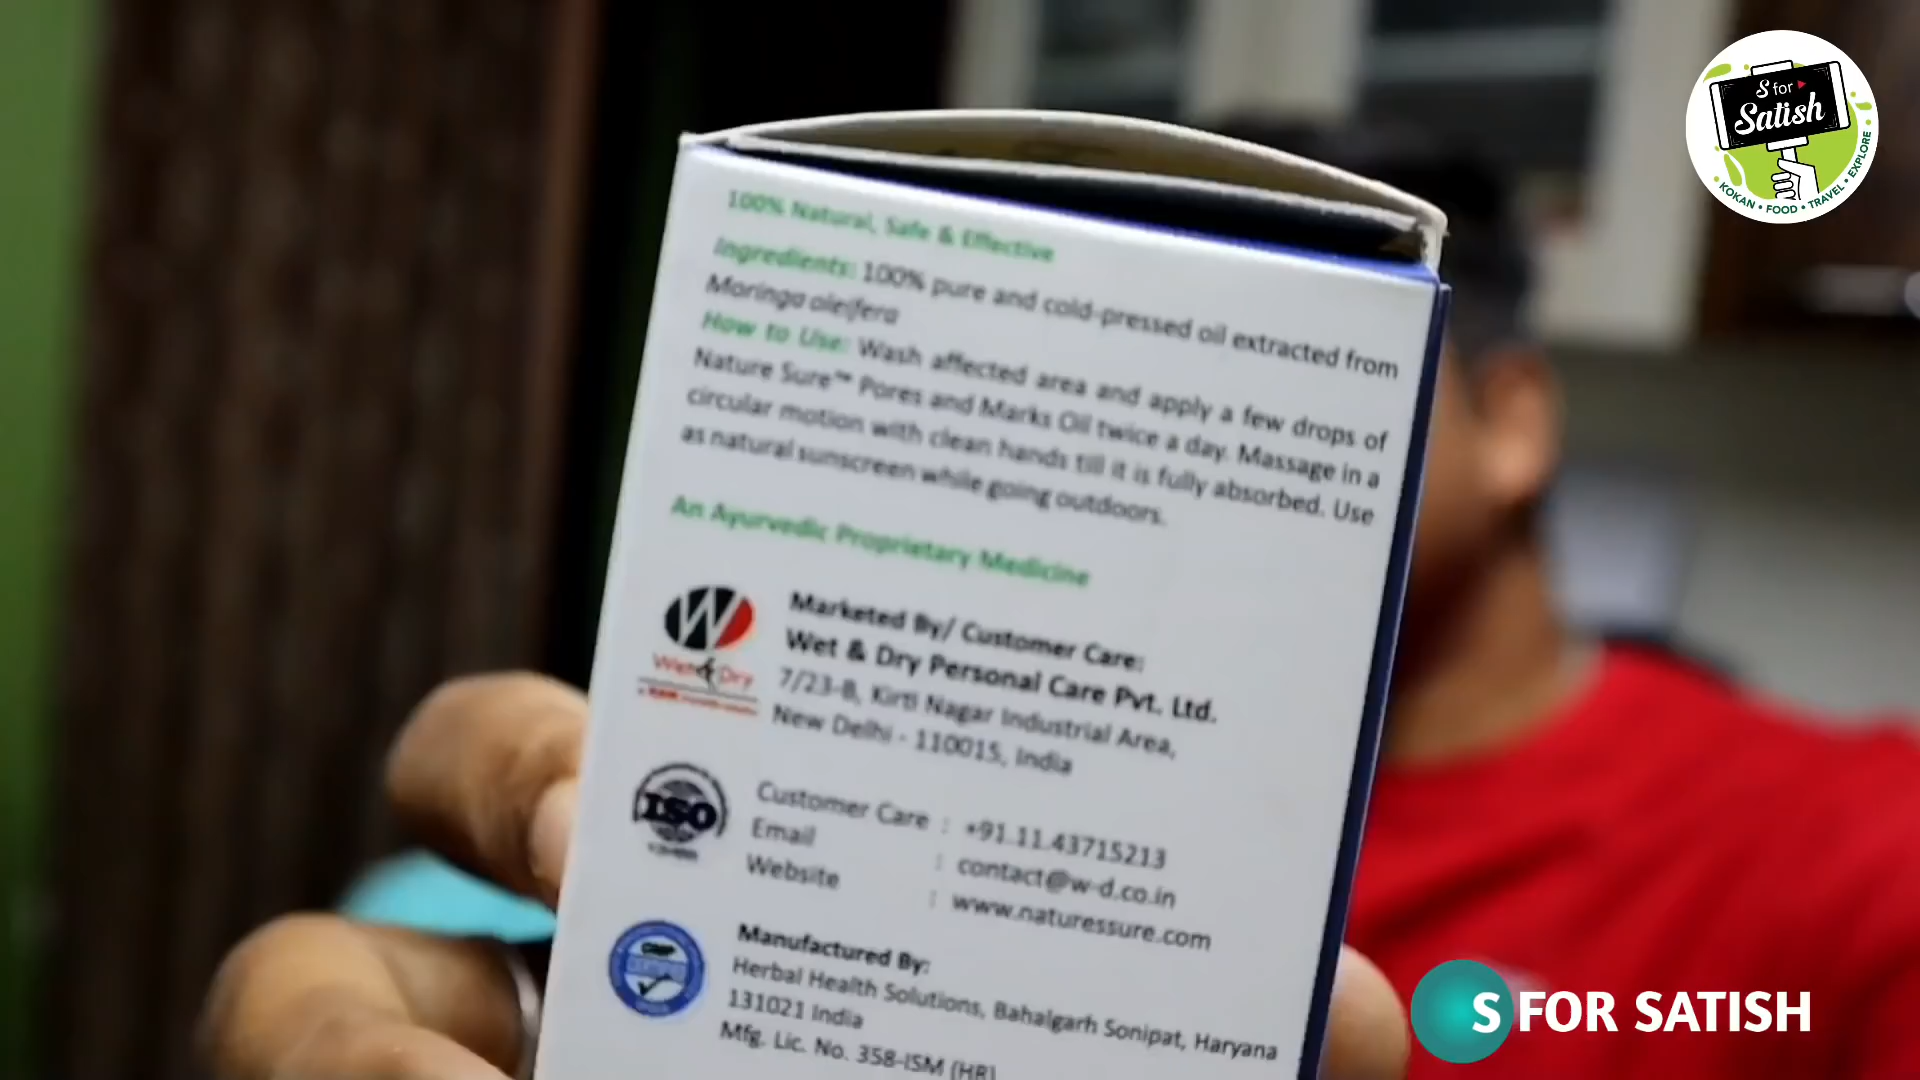 S for
Satish
KOKAN • FOOD • TRAVEL • EXPLORE
100% Natural, Safe & Effective
Ingredients: 100% pure and cold-pressed oil extracted from
Moringa oleifera
How to Use: Wash affected area and apply a few drops of
Nature Sure™ Pores and Marks Oil twice a day. Massage in a
circular motion with clean hands till it is fully absorbed. Use
as natural sunscreen while going outdoors.
An Ayurvedic Proprietary Medicine
W
Wet & Dry
Marketed By/ Customer Care:
Wet & Dry Personal Care Pvt. Ltd.
7/23-B, Kirti Nagar Industrial Area,
New Delhi - 110015, India
ISO
Customer Care : +91.11.43715213
Email : contact@w-d.co.in
Website : www.naturessure.com
GMP
Manufactured By:
Herbal Health Solutions, Bahalgarh Sonipat, Haryana
131021 India
Mfg. Lic. No. 358-ISM (HR)
S FOR SATISH